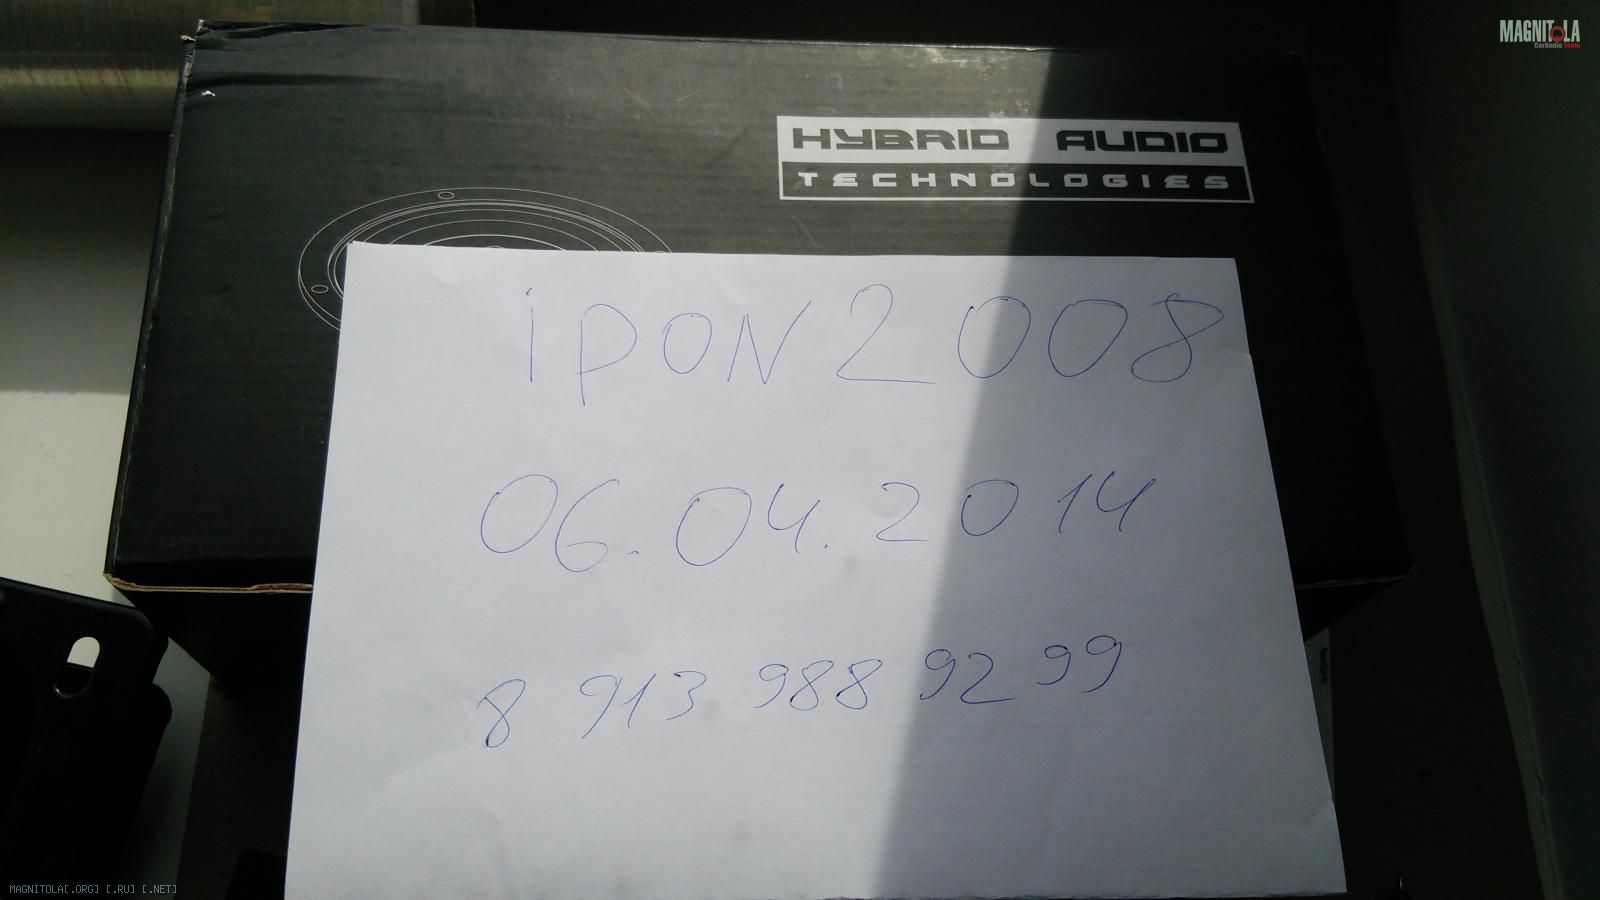 MAGNITOLA
CarAudio Team
HYBRID AUDIO
TECHNOLOGIES
ipon2008
06.04.2014
8 913 988 92 99
MAGNITOLA[.ORG] [.RU] [.NET]